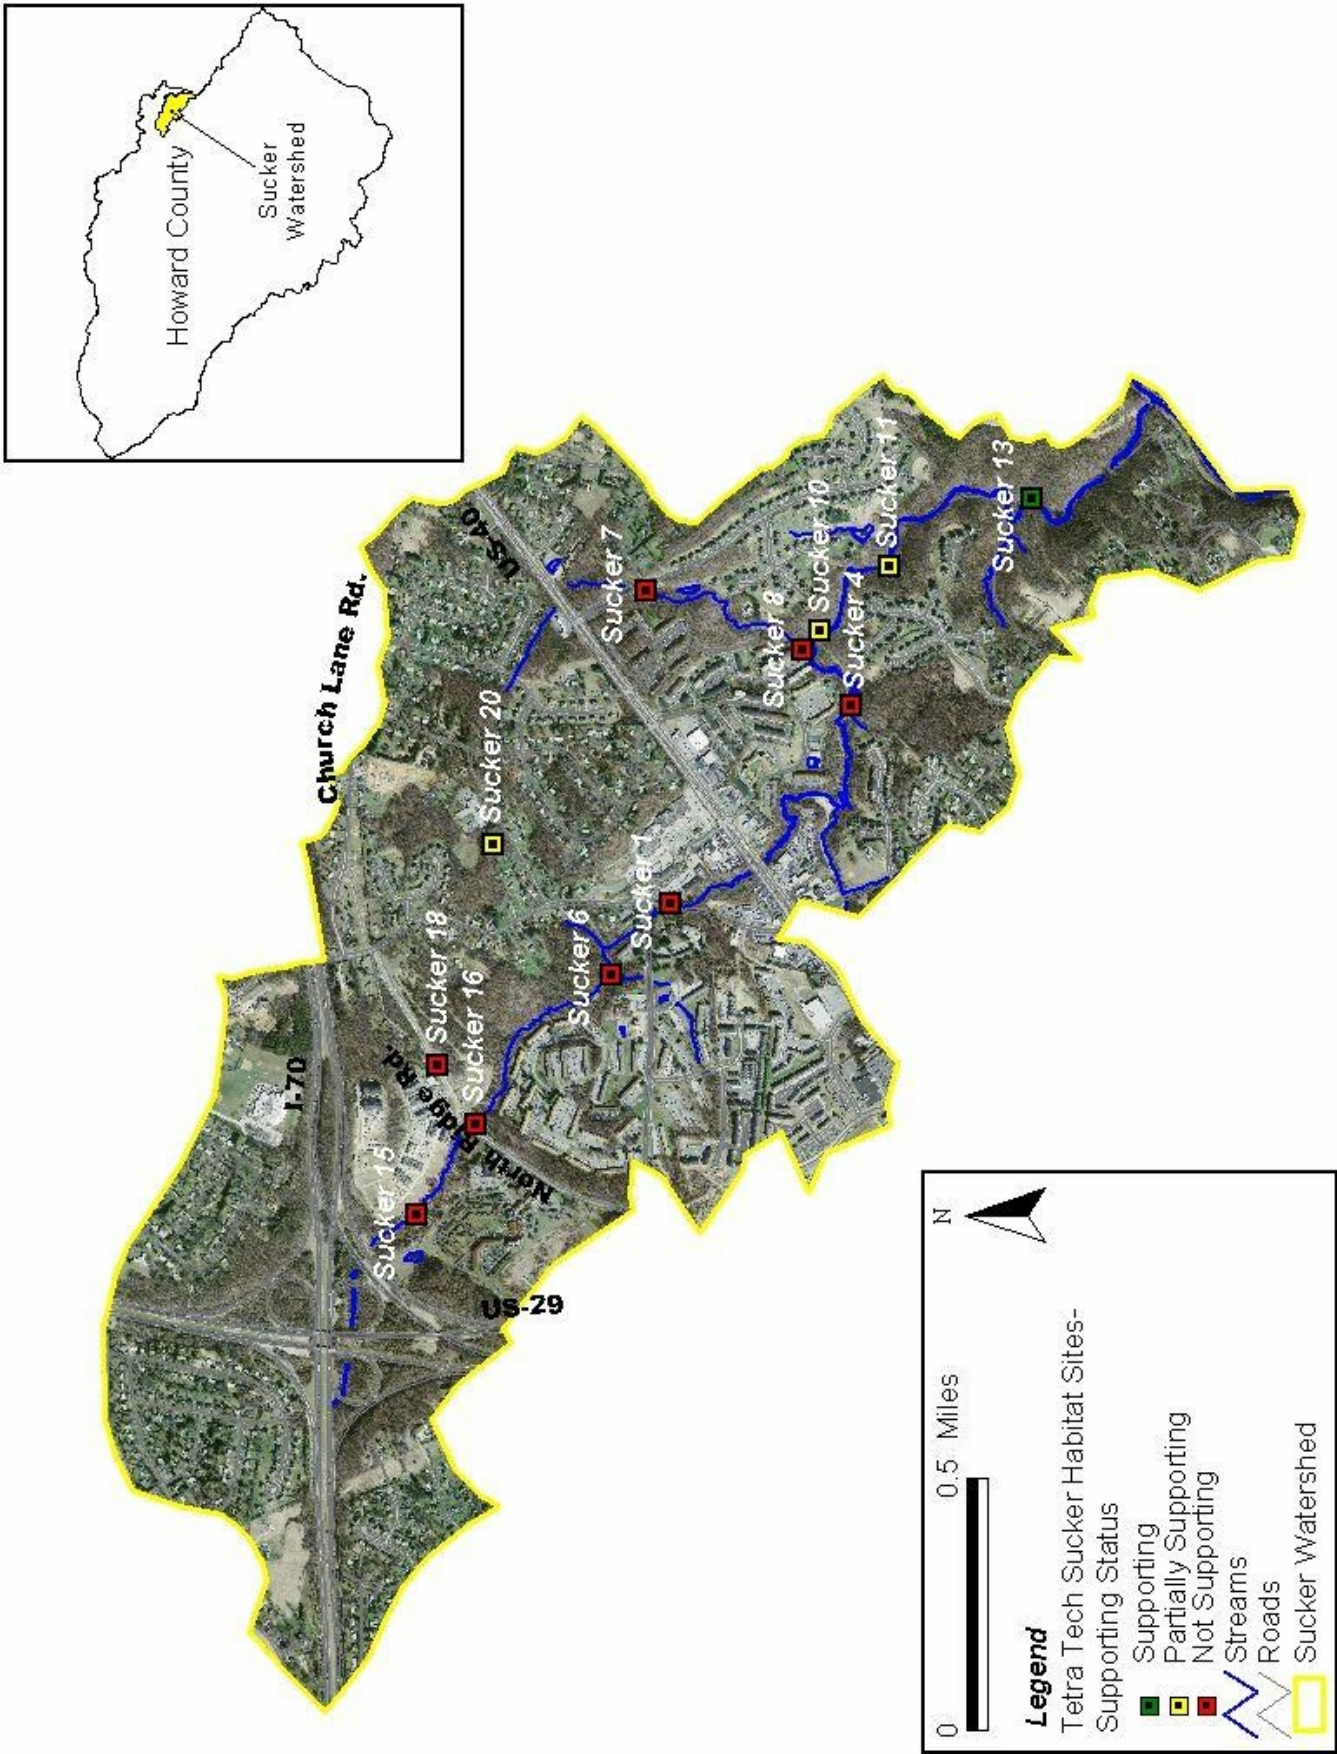 Howard County
Sucker
Watershed
Church Lane Rd.
US-40
I-70
North Ridge Rd.
US-29
Sucker 7
Sucker 20
Sucker 18
Sucker 16
Sucker 15
Sucker 6
Sucker 1
Sucker 8
Sucker 10
Sucker 4
Sucker 11
Sucker 13
0
0.5 Miles
N
Legend
Tetra Tech Sucker Habitat Sites-
Supporting Status
Supporting
Partially Supporting
Not Supporting
Streams
Roads
Sucker Watershed